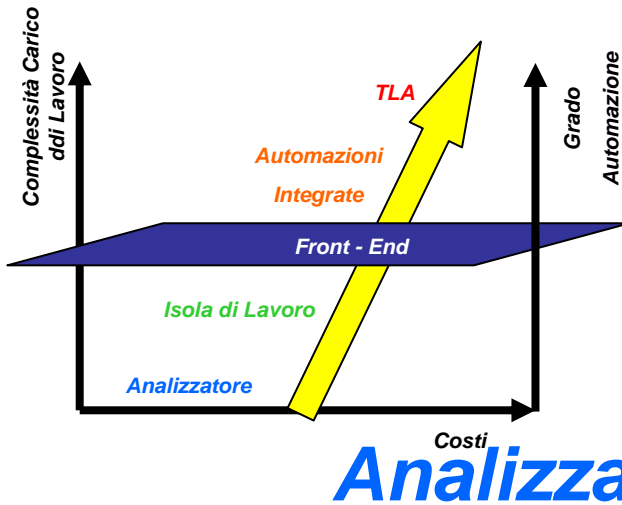 Complessità Carico
ddi Lavoro
TLA
Grado
Automazione
Automazioni
Integrate
Front - End
Isola di Lavoro
Analizzatore
Costi
Analizza